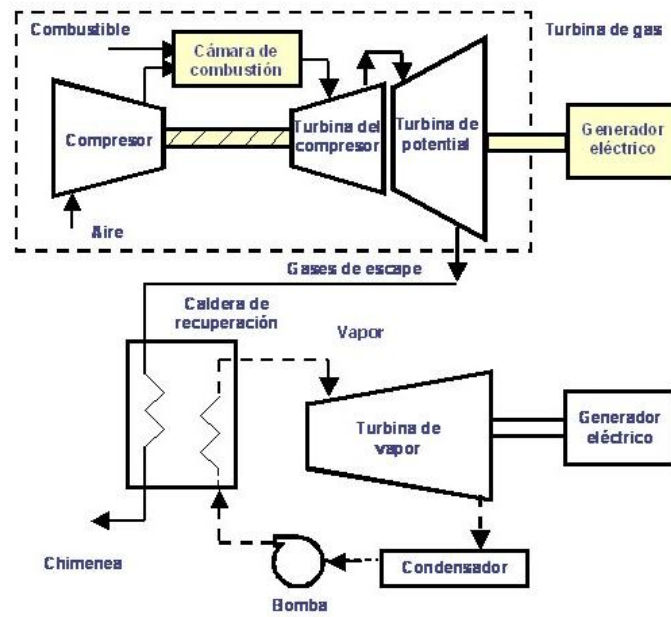 Combustible
Cámara de
combustión
Turbina de gas
Compresor
Turbina del
compresor
Turbina de
potential
Generador
eléctrico
Aire
Gases de escape
Caldera de
recuperación
Vapor
Turbina de
vapor
Generador
eléctrico
Chimenea
Condensador
Bomba